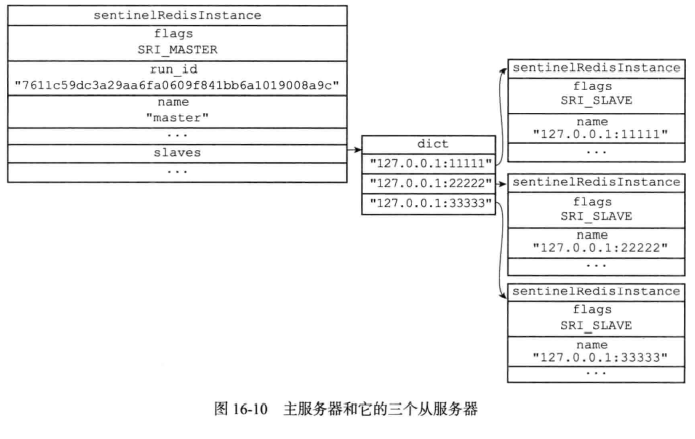 sentinelRedisInstance
flags
SRI_MASTER
run_id
"7611c59dc3a29aa6fa0609f841bb6a1019008a9c"
name
"master"
...
slaves
...
dict
"127.0.0.1:11111"
"127.0.0.1:22222"
"127.0.0.1:33333"
sentinelRedisInstance
flags
SRI_SLAVE
name
"127.0.0.1:11111"
...
sentinelRedisInstance
flags
SRI_SLAVE
name
"127.0.0.1:22222"
...
sentinelRedisInstance
flags
SRI_SLAVE
name
"127.0.0.1:33333"
...
图 16-10 主服务器和它的三个从服务器